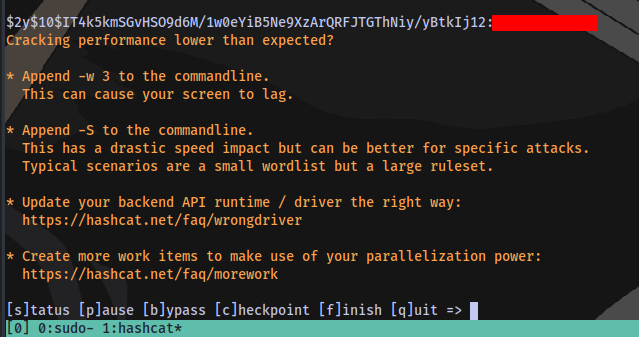 $2y$10$IT4k5kmSGvHSO9d6M/1w0eYiB5Ne9XzArQRFJTGThNiy/yBtkIj12:
Cracking performance lower than expected?
* Append -w 3 to the commandline.
This can cause your screen to lag.
* Append -S to the commandline.
This has a drastic speed impact but can be better for specific attacks.
Typical scenarios are a small wordlist but a large ruleset.
* Update your backend API runtime / driver the right way:
https://hashcat.net/faq/wrongdriver
* Create more work items to make use of your parallelization power:
https://hashcat.net/faq/morework
[s]tatus [p]ause [b]ypass [c]heckpoint [f]inish [q]uit =>
[0] 0:sudo- 1:hashcat*